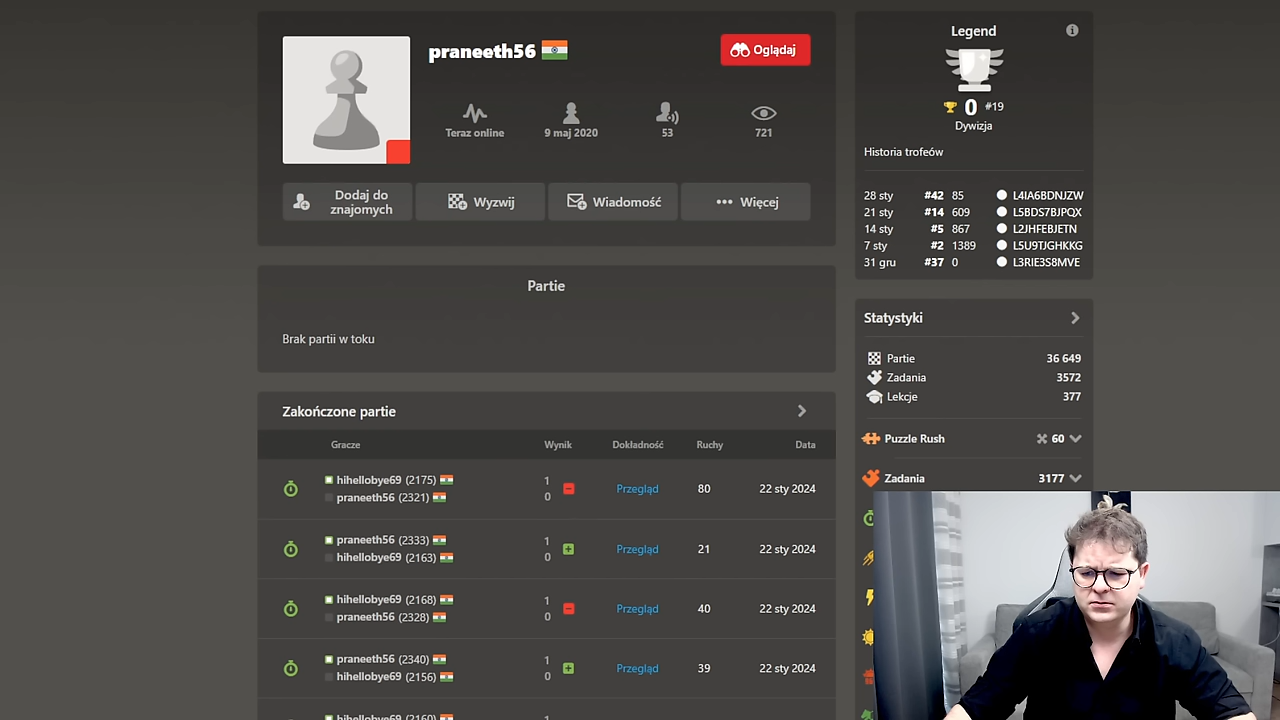 praneeth56
Oglądaj
Teraz online
9 maj 2020
53
721
Dodaj do znajomych
Wyzwij
Wiadomość
Więcej
Partie
Brak partii w toku
Zakończone partie
Gracze Wynik Dokładność Ruchy Data
hihellobye69 (2175) 1
praneeth56 (2321) 0
Przegląd 80 22 sty 2024
praneeth56 (2333) 1
hihellobye69 (2163) 0
Przegląd 21 22 sty 2024
hihellobye69 (2168) 1
praneeth56 (2328) 0
Przegląd 40 22 sty 2024
praneeth56 (2340) 1
hihellobye69 (2156) 0
Przegląd 39 22 sty 2024
hihellobye69 (2160) 1
Legend
0 #19
Dywizja
Historia trofeów
28 sty #42 85 L4IA6BDNJZW
21 sty #14 609 L5BDS7BJPQX
14 sty #5 867 L2JHFEBJETN
7 sty #2 1389 L5U9TJGHKKG
31 gru #37 0 L3RIE3S8MVE
Statystyki
Partie 36 649
Zadania 3572
Lekcje 377
Puzzle Rush 60
Zadania 3177